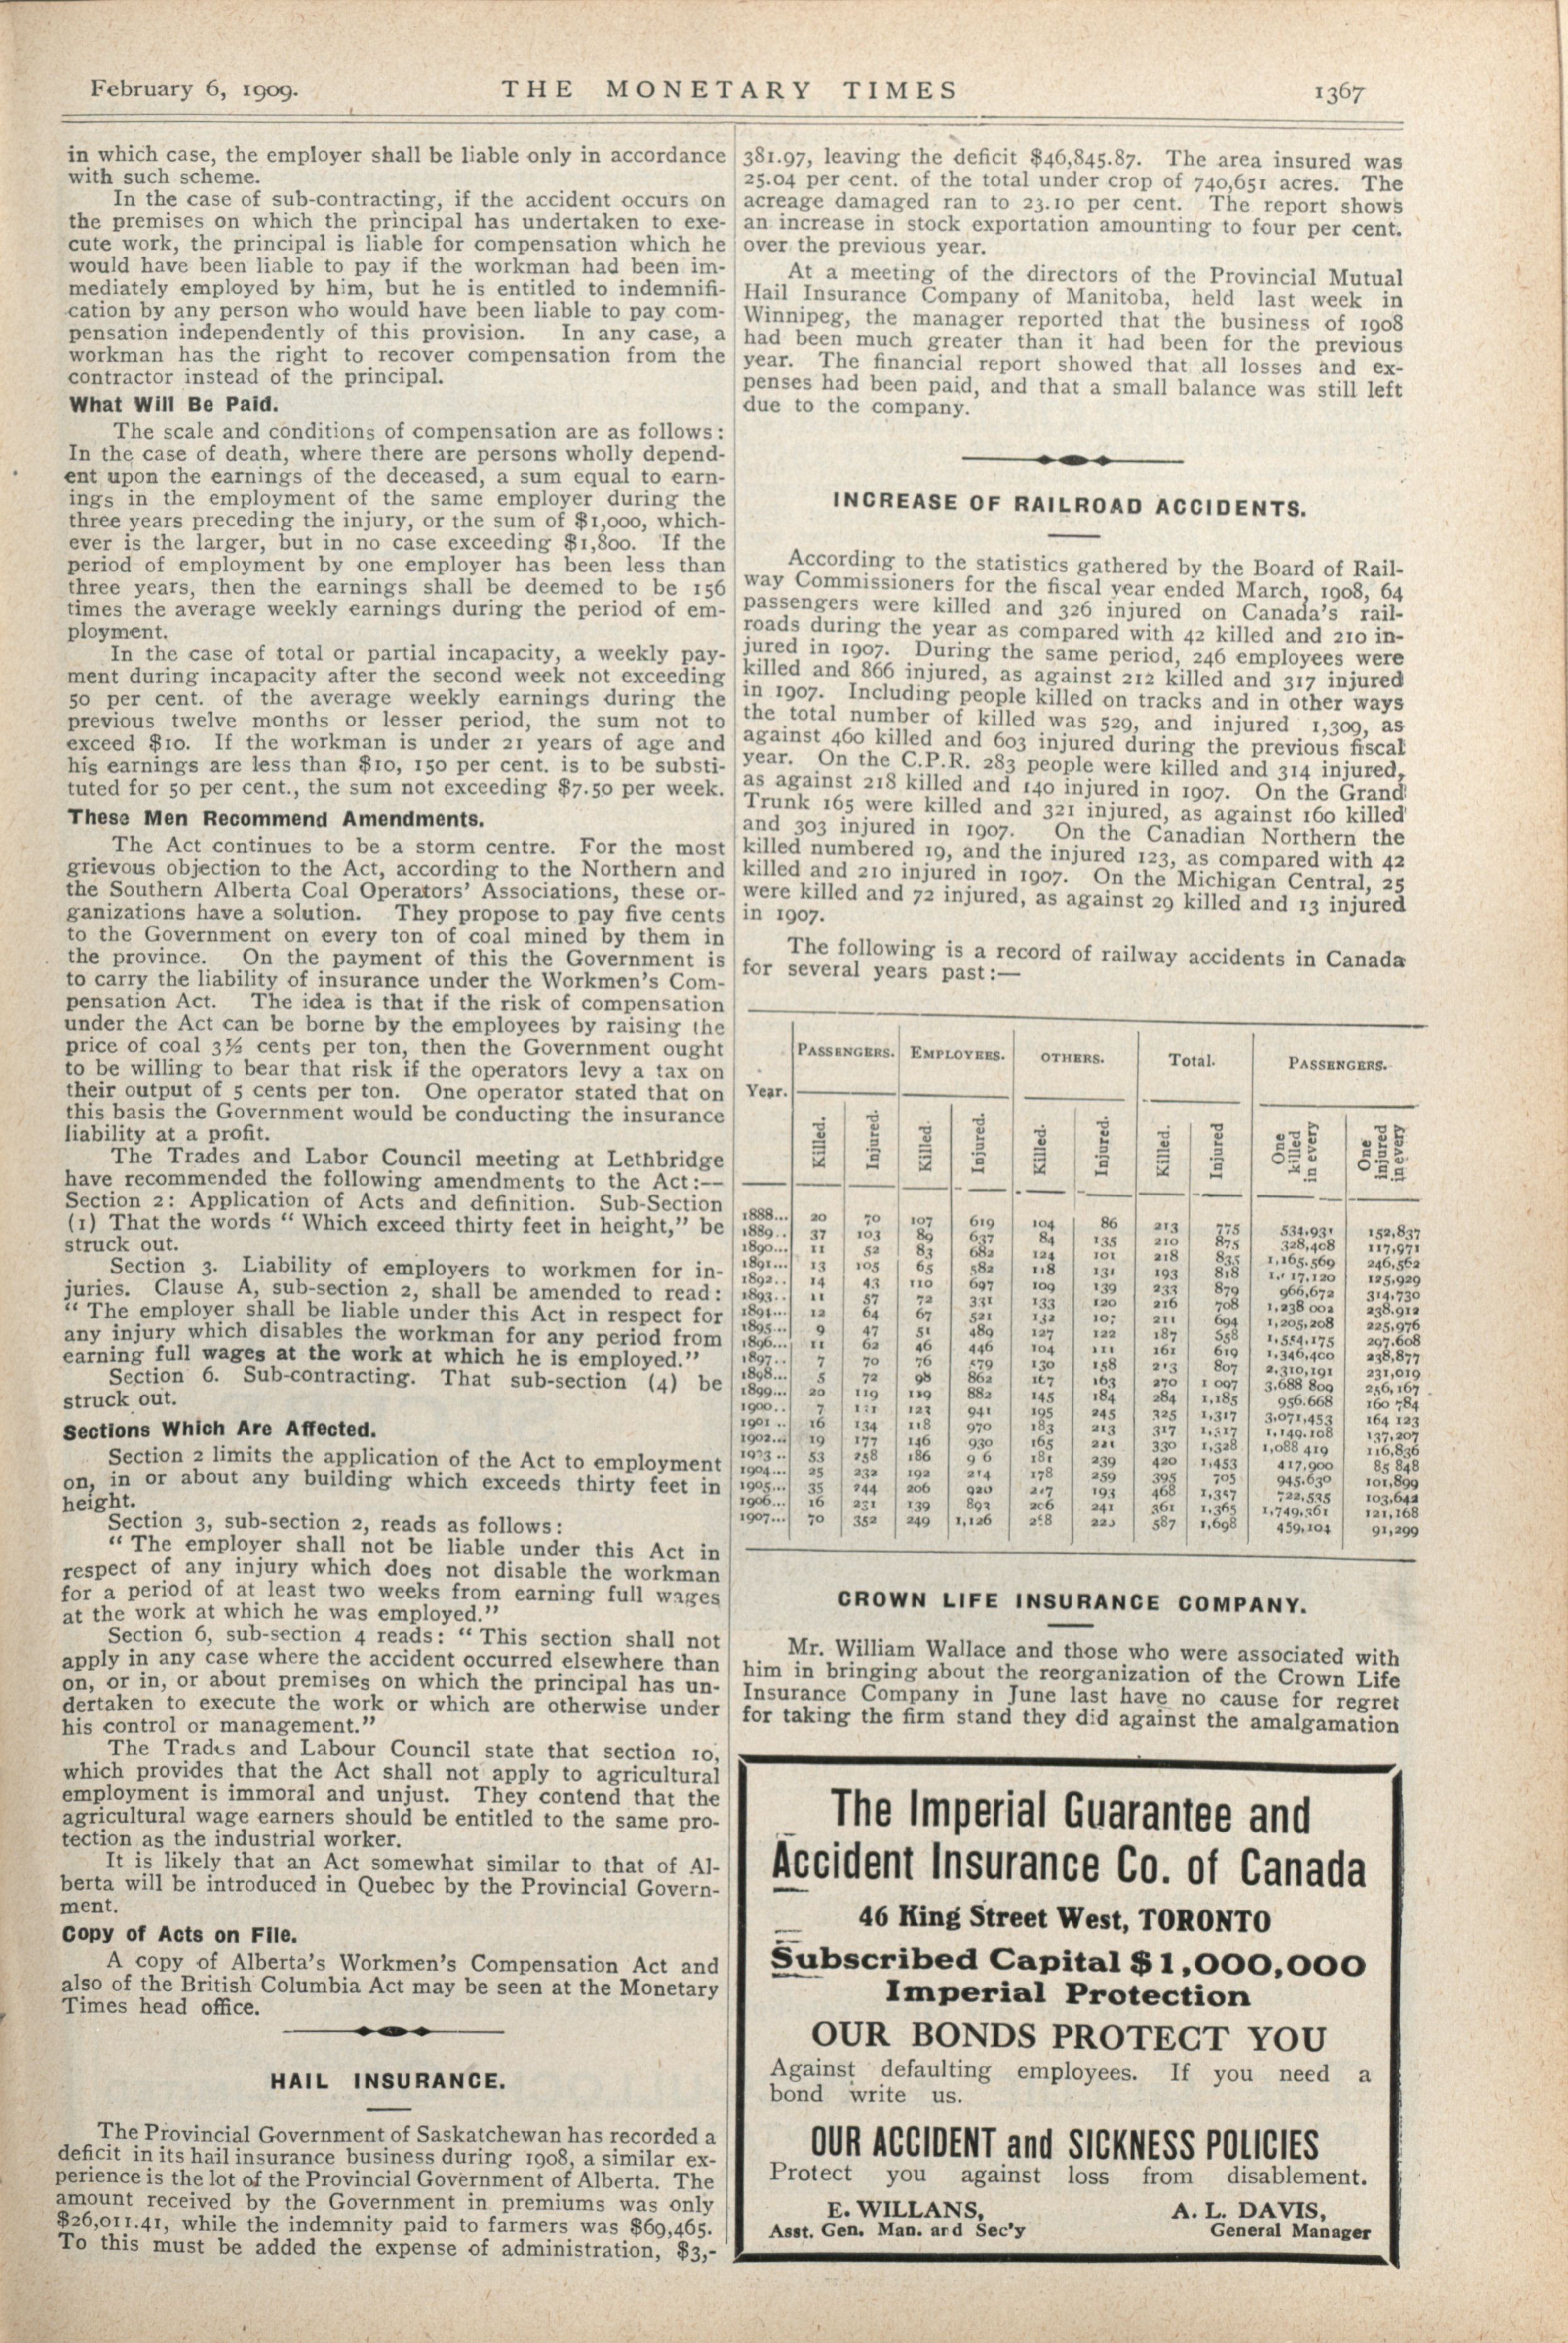 February 6, 1909.
THE MONETARY TIMES
1367
in which case, the employer shall be liable only in accordance
with such scheme.
In the case of sub-contracting, if the accident occurs on
the premises on which the principal has undertaken to exe-
cute work, the principal is liable for compensation which he
would have been liable to pay if the workman had been im-
mediately employed by him, but he is entitled to indemnifi-
cation by any person who would have been liable to pay com-
pensation independently of this provision. In any case, a
workman has the right to recover compensation from the
contractor instead of the principal.
What Will Be Paid.
The scale and conditions of compensation are as follows:
In the case of death, where there are persons wholly depend-
ent upon the earnings of the deceased, a sum equal to earn-
ings in the employment of the same employer during the
three years preceding the injury, or the sum of $1,000, which-
ever is the larger, but in no case exceeding $1,800. If the
period of employment by one employer has been less than
three years, then the earnings shall be deemed to be 156
times the average weekly earnings during the period of em-
ployment.
In the case of total or partial incapacity, a weekly pay-
ment during incapacity after the second week not exceeding
50 per cent. of the average weekly earnings during the
previous twelve months or lesser period, the sum not to
exceed $10. If the workman is under 21 years of age and
his earnings are less than $10, 150 per cent. is to be substi-
tuted for 50 per cent., the sum not exceeding $7.50 per week.
These Men Recommend Amendments.
The Act continues to be a storm centre. For the most
grievous objection to the Act, according to the Northern and
the Southern Alberta Coal Operators' Associations, these or-
ganizations have a solution. They propose to pay five cents
to the Government on every ton of coal mined by them in
the province. On the payment of this the Government is
to carry the liability of insurance under the Workmen's Com-
pensation Act. The idea is that if the risk of compensation
under the Act can be borne by the employees by raising the
price of coal 3½ cents per ton, then the Government ought
to be willing to bear that risk if the operators levy a tax on
their output of 5 cents per ton. One operator stated that on
this basis the Government would be conducting the insurance
liability at a profit.
The Trades and Labor Council meeting at Lethbridge
have recommended the following amendments to the Act:—
Section 2: Application of Acts and definition. Sub-Section
(1) That the words "Which exceed thirty feet in height," be
struck out.
Section 3. Liability of employers to workmen for in-
juries. Clause A, sub-section 2, shall be amended to read:
"The employer shall be liable under this Act in respect for
any injury which disables the workman for any period from
earning full wages at the work at which he is employed."
Section 6. Sub-contracting. That sub-section (4) be
struck out.
Sections Which Are Affected.
Section 2 limits the application of the Act to employment
on, in or about any building which exceeds thirty feet in
height.
Section 3, sub-section 2, reads as follows:
"The employer shall not be liable under this Act in
respect of any injury which does not disable the workman
for a period of at least two weeks from earning full wages
at the work at which he was employed."
Section 6, sub-section 4 reads: "This section shall not
apply in any case where the accident occurred elsewhere than
on, or in, or about premises on which the principal has un-
dertaken to execute the work or which are otherwise under
his control or management."
The Trades and Labour Council state that section 10,
which provides that the Act shall not apply to agricultural
employment is immoral and unjust. They contend that the
agricultural wage earners should be entitled to the same pro-
tection as the industrial worker.
It is likely that an Act somewhat similar to that of Al-
berta will be introduced in Quebec by the Provincial Govern-
ment.
Copy of Acts on File.
A copy of Alberta's Workmen's Compensation Act and
also of the British Columbia Act may be seen at the Monetary
Times head office.
HAIL INSURANCE.
The Provincial Government of Saskatchewan has recorded a
deficit in its hail insurance business during 1908, a similar ex-
perience is the lot of the Provincial Government of Alberta. The
amount received by the Government in premiums was only
$26,011.41, while the indemnity paid to farmers was $69,465.
To this must be added the expense of administration, $3,-
381.97, leaving the deficit $46,845.87. The area insured was
25.04 per cent. of the total under crop of 740,651 acres. The
acreage damaged ran to 23.10 per cent. The report shows
an increase in stock exportation amounting to four per cent.
over the previous year.
At a meeting of the directors of the Provincial Mutual
Hail Insurance Company of Manitoba, held last week in
Winnipeg, the manager reported that the business of 1908
had been much greater than it had been for the previous
year. The financial report showed that all losses and ex-
penses had been paid, and that a small balance was still left
due to the company.
INCREASE OF RAILROAD ACCIDENTS.
According to the statistics gathered by the Board of Rail-
way Commissioners for the fiscal year ended March, 1908, 64
passengers were killed and 326 injured on Canada's rail-
roads during the year as compared with 42 killed and 210 in-
jured in 1907. During the same period, 246 employees were
killed and 866 injured, as against 212 killed and 317 injured
in 1907. Including people killed on tracks and in other ways
the total number of killed was 529, and injured 1,309, as
against 460 killed and 603 injured during the previous fiscal
year. On the C.P.R. 283 people were killed and 314 injured,
as against 218 killed and 140 injured in 1907. On the Grand
Trunk 165 were killed and 321 injured, as against 160 killed
and 303 injured in 1907. On the Canadian Northern the
killed numbered 19, and the injured 123, as compared with 42
killed and 210 injured in 1907. On the Michigan Central, 25
were killed and 72 injured, as against 29 killed and 13 injured
in 1907.
The following is a record of railway accidents in Canada
for several years past:—
Year. PASSENGERS. EMPLOYEES. OTHERS. Total. PASSENGERS.
Killed. Injured. Killed. Injured. Killed. Injured. Killed. Injured One killed in every One injured in every
1888... 20 70 107 619 104 86 213 775 534,931 152,837
1889.. 37 103 89 637 84 135 210 875 328,408 117,971
1890... 11 52 83 682 124 101 218 835 1,165,569 246,562
1891... 13 105 65 582 118 131 193 818 17,120 125,929
1892.. 14 43 110 697 109 139 233 879 966,672 314,730
1893.. 11 57 72 331 133 120 216 708 1,238 002 238,912
1894... 12 64 67 521 132 211 694 1,205,208 225,976
1895... 9 47 51 489 127 122 187 558 1,554,175 297,608
1896... 11 62 46 446 104 111 161 619 1,346,400 238,877
1897.. 7 70 76 579 130 158 213 807 2,310,191 231,019
1898... 5 72 98 862 167 163 270 1 097 3,688 809 256,167
1899... 20 119 119 882 145 184 284 1,185 956.668 160 784
1900.. 7 123 941 195 245 325 1,317 3,071,453 164 123
1901 .. 16 134 118 970 183 213 317 1,317 1,149,108 137,207
1902... 19 177 146 930 165 221 330 1,328 1,088 419 116,836
1903 .. 53 258 186 9 6 181 239 420 1,453 417,900 85 848
1904... 25 232 192 214 178 259 395 705 945,630 101,899
1905... 35 244 206 920 227 193 468 1,357 722,535 103,642
1906... 16 231 139 893 206 241 361 1,365 1,749,361 121,168
1907... 70 352 249 1,126 268 587 1,698 459,104 91,299
CROWN LIFE INSURANCE COMPANY.
Mr. William Wallace and those who were associated with
him in bringing about the reorganization of the Crown Life
Insurance Company in June last have no cause for regret
for taking the firm stand they did against the amalgamation
The Imperial Guarantee and
Accident Insurance Co. of Canada
46 King Street West, TORONTO
Subscribed Capital $1,000,000
Imperial Protection
OUR BONDS PROTECT YOU
Against defaulting employees. If you need a
bond write us.
OUR ACCIDENT and SICKNESS POLICIES
Protect you against loss from disablement.
E. WILLANS,
Asst. Gen. Man. and Sec'y
A. L. DAVIS,
General Manager